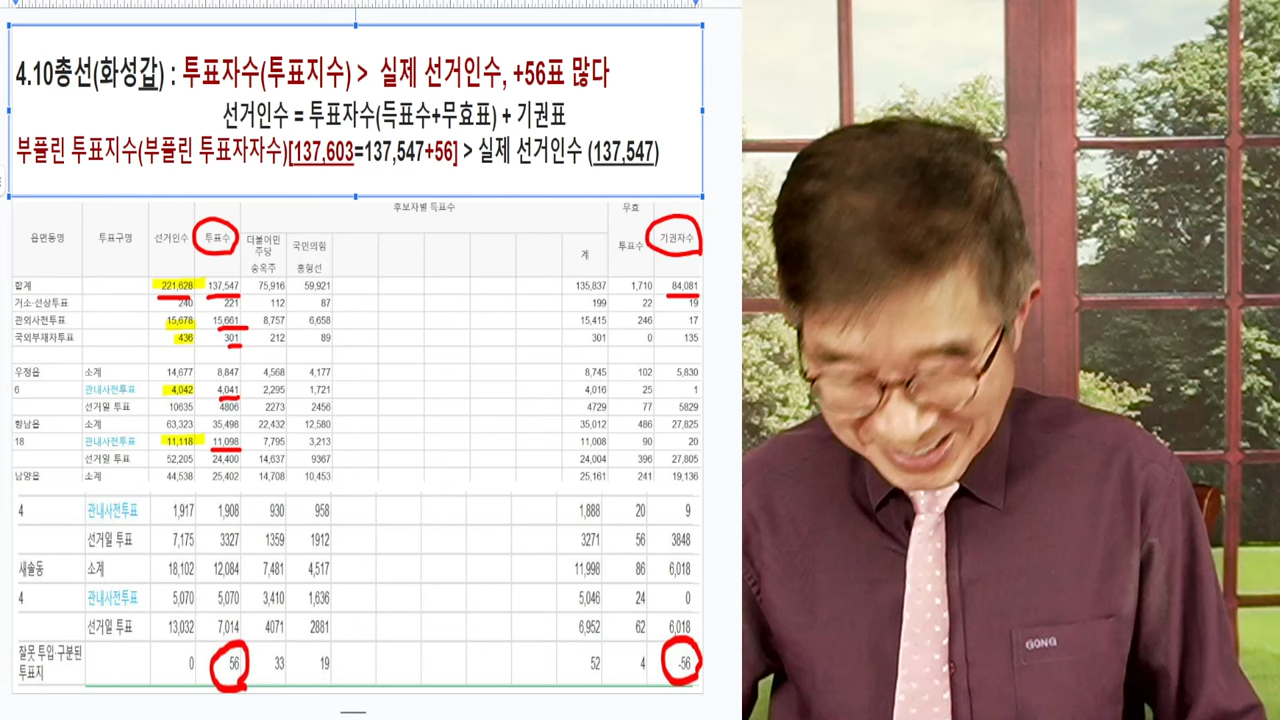 4.10총선(화성갑) : 투표자수(투표지수) > 실제 선거인수, +56표 많다
선거인수 = 투표자수(득표수+무효표) + 기권표
부풀린 투표지수(부풀린 투표자자수)[137,603=137,547+56] > 실제 선거인수 (137,547)
후보자별 득표수
읍면동명 투표구명 선거인수 투표수 더불어민주당 송옥주 국민의힘 홍형선 계 무효 투표수 기권자수
합계 221,628 137,547 75,916 59,921 135,837 1,710 84,081
거소·선상투표 240 221 112 87 199 22 19
관외사전투표 15,678 15,661 8,757 6,658 15,415 246 17
국외부재자투표 436 301 212 89 301 0 135
우정읍 소계 14,677 8,847 4,568 4,177 8,745 102 5,830
6 관내사전투표 4,042 4,041 2,295 1,721 4,016 25 1
선거일 투표 10635 4806 2273 2456 4729 77 5829
향남읍 소계 63,323 35,498 22,432 12,580 35,012 486 27,825
18 관내사전투표 11,118 11,098 7,795 3,213 11,008 90 20
선거일 투표 52,205 24,400 14,637 9367 24,004 396 27,805
남양읍 소계 44,538 25,402 14,708 10,453 25,161 241 19,136
4 관내사전투표 1,917 1,908 930 958 1,888 20 9
선거일 투표 7,175 3327 1359 1912 3271 56 3848
새솔동 소계 18,102 12,084 7,481 4,517 11,998 86 6,018
4 관내사전투표 5,070 5,070 3,410 1,636 5,046 24 0
선거일 투표 13,032 7,014 4071 2881 6,952 62 6,018
잘못 투입·구분된 투표지 0 56 33 19 52 4 -56
GONG